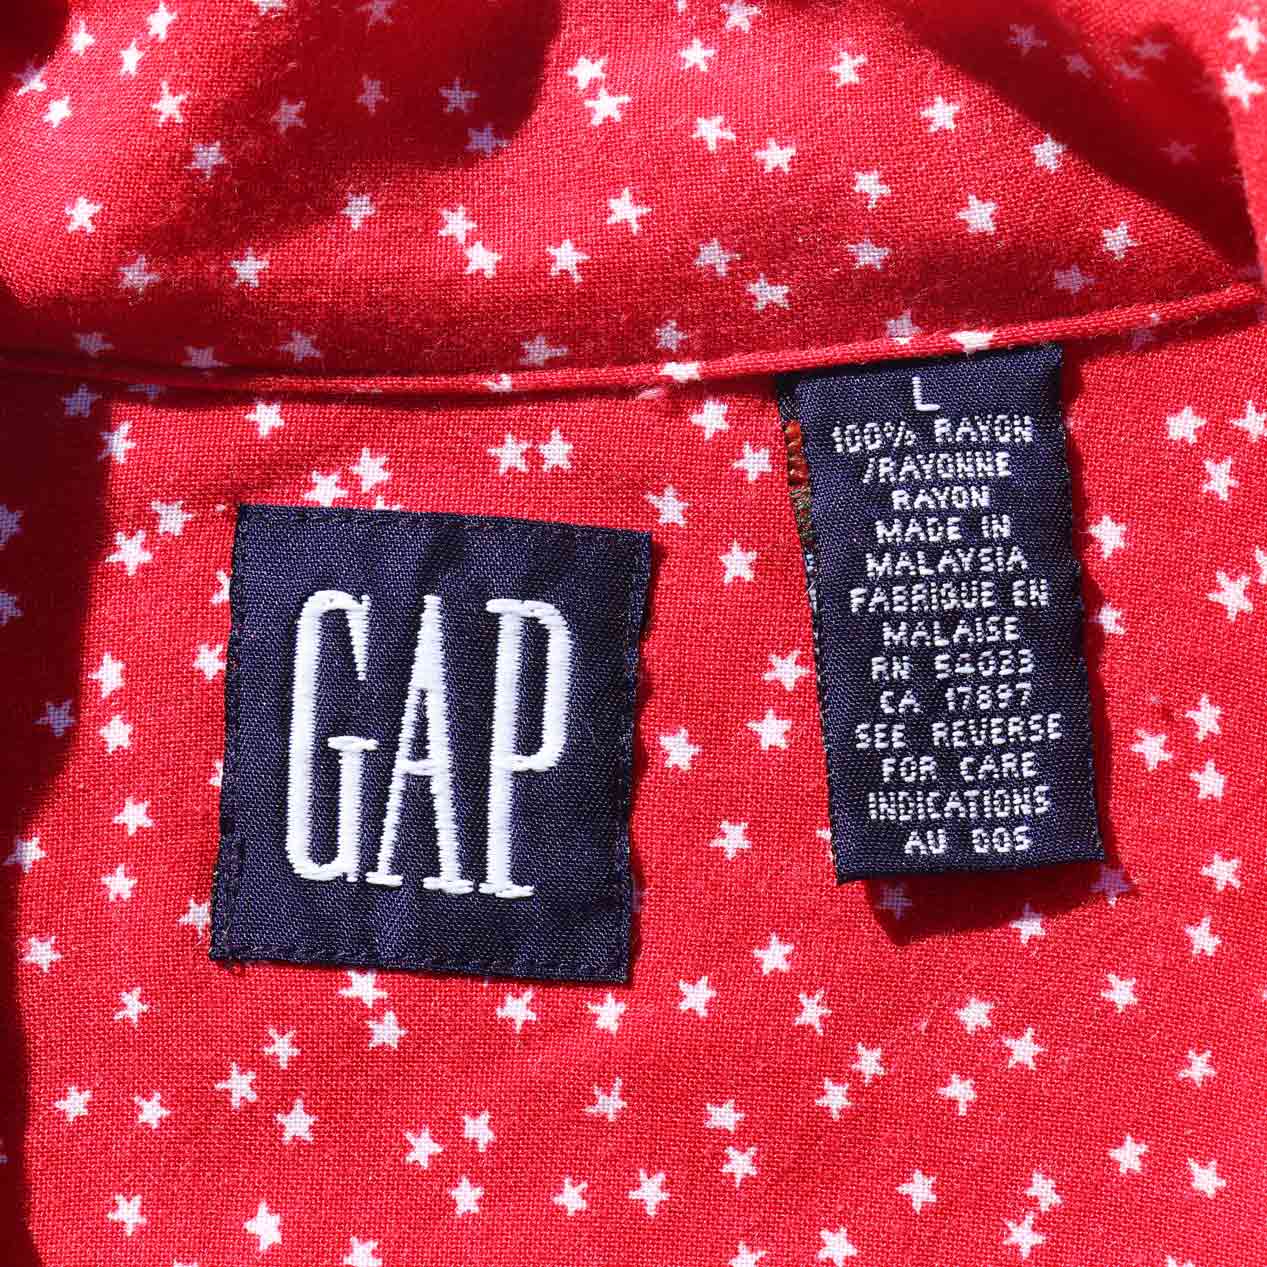 GAP
L
100% RAYON
/RAYONNE
RAYON
MADE IN
MALAYSIA
FABRIQUE EN
MALAISE
RN 54023
CA 17897
SEE REVERSE
FOR CARE
INDICATIONS
AU DOS